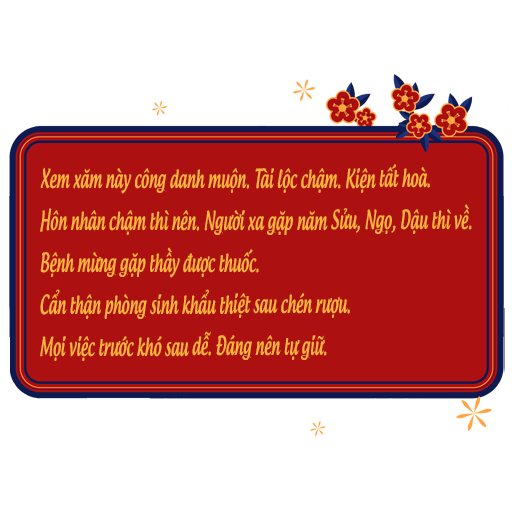 Xem xăm này công danh muộn. Tài lộc chậm. Kiện tất hoà.
Hôn nhân chậm thì nên. Người xa gặp năm Sửu, Ngọ, Dậu thì về.
Bệnh mừng gặp thầy được thuốc.
Cẩn thận phòng sinh khẩu thiệt sau chén rượu.
Mọi việc trước khó sau dễ. Đáng nên tự giữ.